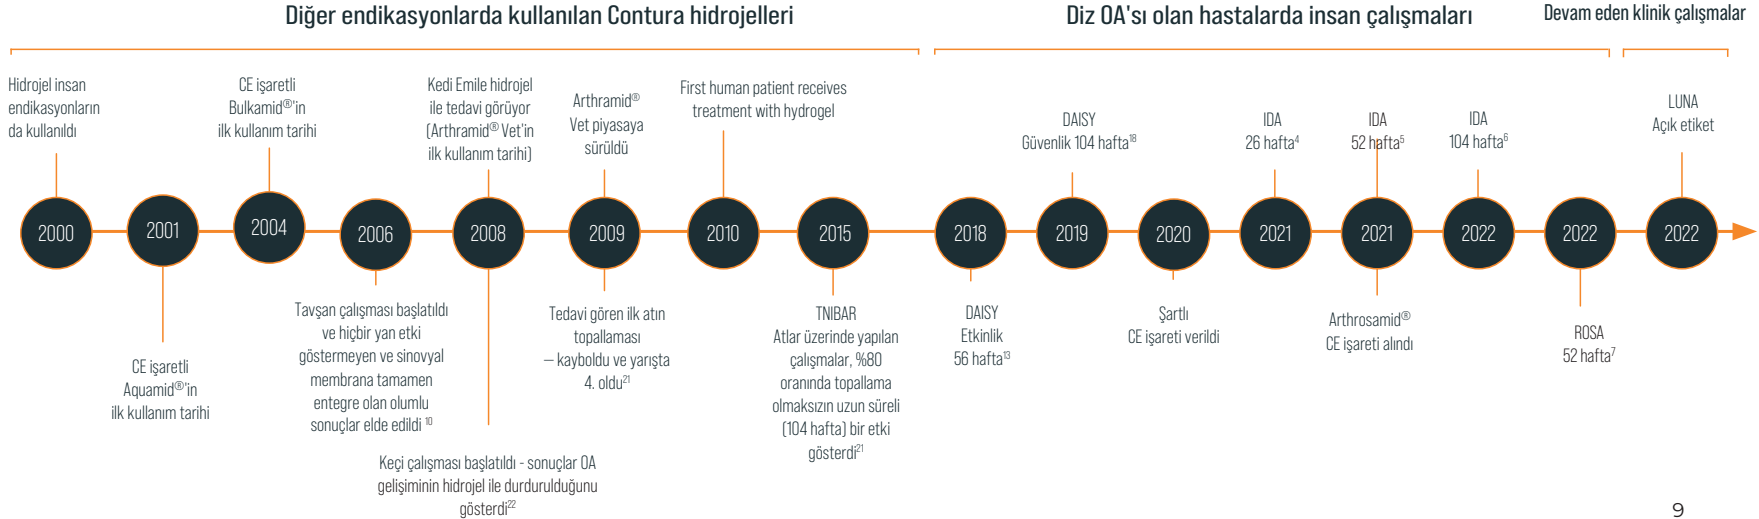 Diğer endikasyonlarda kullanılan Contura hidrojelleri
Diz OA'sı olan hastalarda insan çalışmaları
Devam eden klinik çalışmalar
Hidrojel insan
endikasyonların
da kullanıldı
CE işaretli
Bulkamid®'in
ilk kullanım tarihi
Kedi Emile hidrojel
ile tedavi görüyor
(Arthramid® Vet'in
ilk kullanım tarihi)
Arthramid®
Vet piyasaya
sürüldü
First human patient receives
treatment with hydrogel
DAISY
Güvenlik 104 hafta18
IDA
26 hafta4
IDA
52 hafta5
IDA
104 hafta6
LUNA
Açık etiket
2000
2001
2004
2006
2008
2009
2010
2015
2018
2019
2020
2021
2021
2022
2022
2022
CE işaretli
Aquamid®'in
ilk kullanım tarihi
Tavşan çalışması başlatıldı
ve hiçbir yan etki
göstermeyen ve sinovyal
membrana tamamen
entegre olan olumlu
sonuçlar elde edildi 10
Keçi çalışması başlatıldı - sonuçlar OA
gelişiminin hidrojel ile durdurulduğunu
gösterdi22
Tedavi gören ilk atın
topallaması
– kayboldu ve yarışta
4. oldu21
TNIBAR
Atlar üzerinde yapılan
çalışmalar, %80
oranında topallama
olmaksızın uzun süreli
(104 hafta) bir etki
gösterdi21
DAISY
Etkinlik
56 hafta13
Şartlı
CE işareti verildi
Arthrosamid®
CE işareti alındı
ROSA
52 hafta7
9